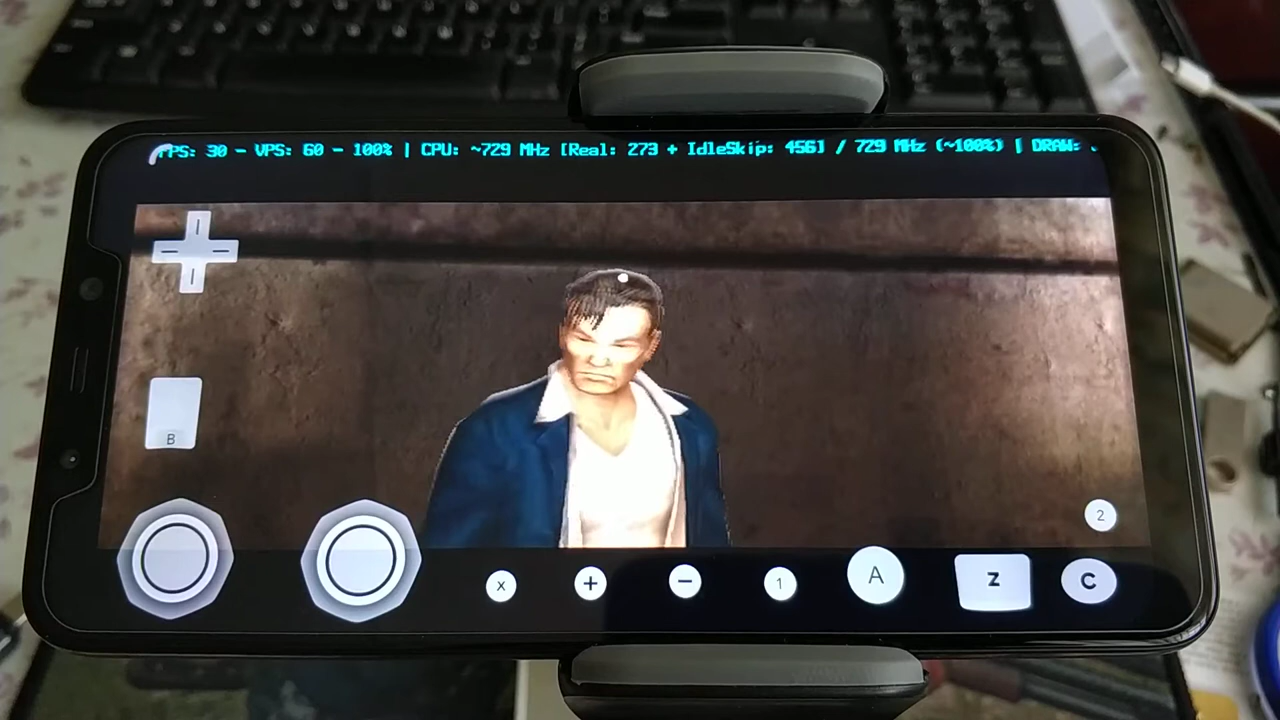 FPS: 30 - VPS: 60 - 100% | CPU: ~729 MHz [Real: 273 + IdleSkip: 456] / 729 MHz (~100%) | DRAW:
B
2
x
+
-
1
A
Z
C